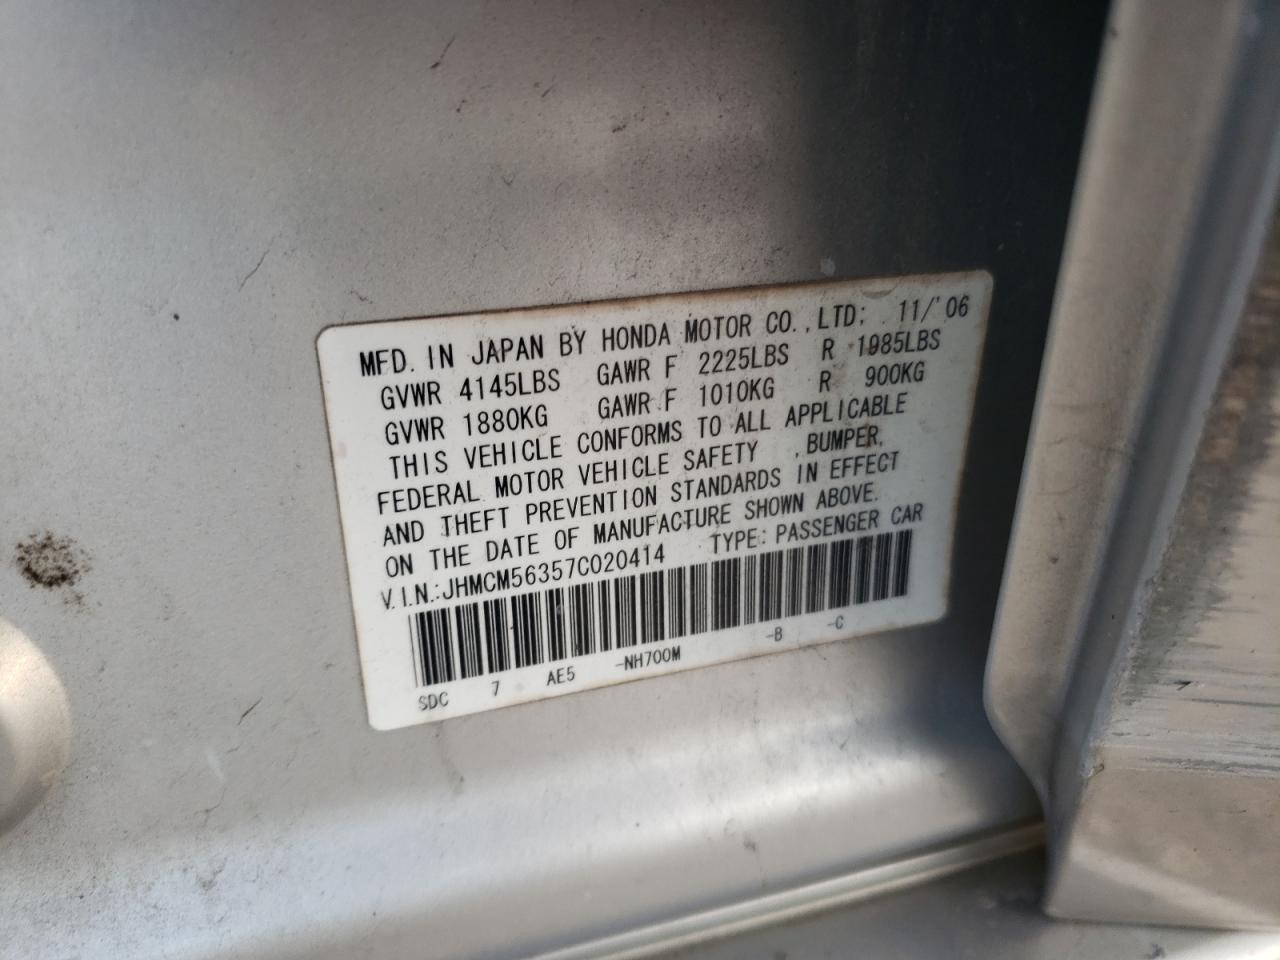 MFD. IN JAPAN BY HONDA MOTOR CO., LTD; 11/'06
GVWR 4145LBS GAWR F 2225LBS R 1985LBS
GVWR 1880KG GAWR F 1010KG R 900KG
THIS VEHICLE CONFORMS TO ALL APPLICABLE
FEDERAL MOTOR VEHICLE SAFETY , BUMPER,
AND THEFT PREVENTION STANDARDS IN EFFECT
ON THE DATE OF MANUFACTURE SHOWN ABOVE.
V.I.N.:JHMCM56357C020414 TYPE: PASSENGER CAR
SDC 7 AE5 -NH700M -B -C